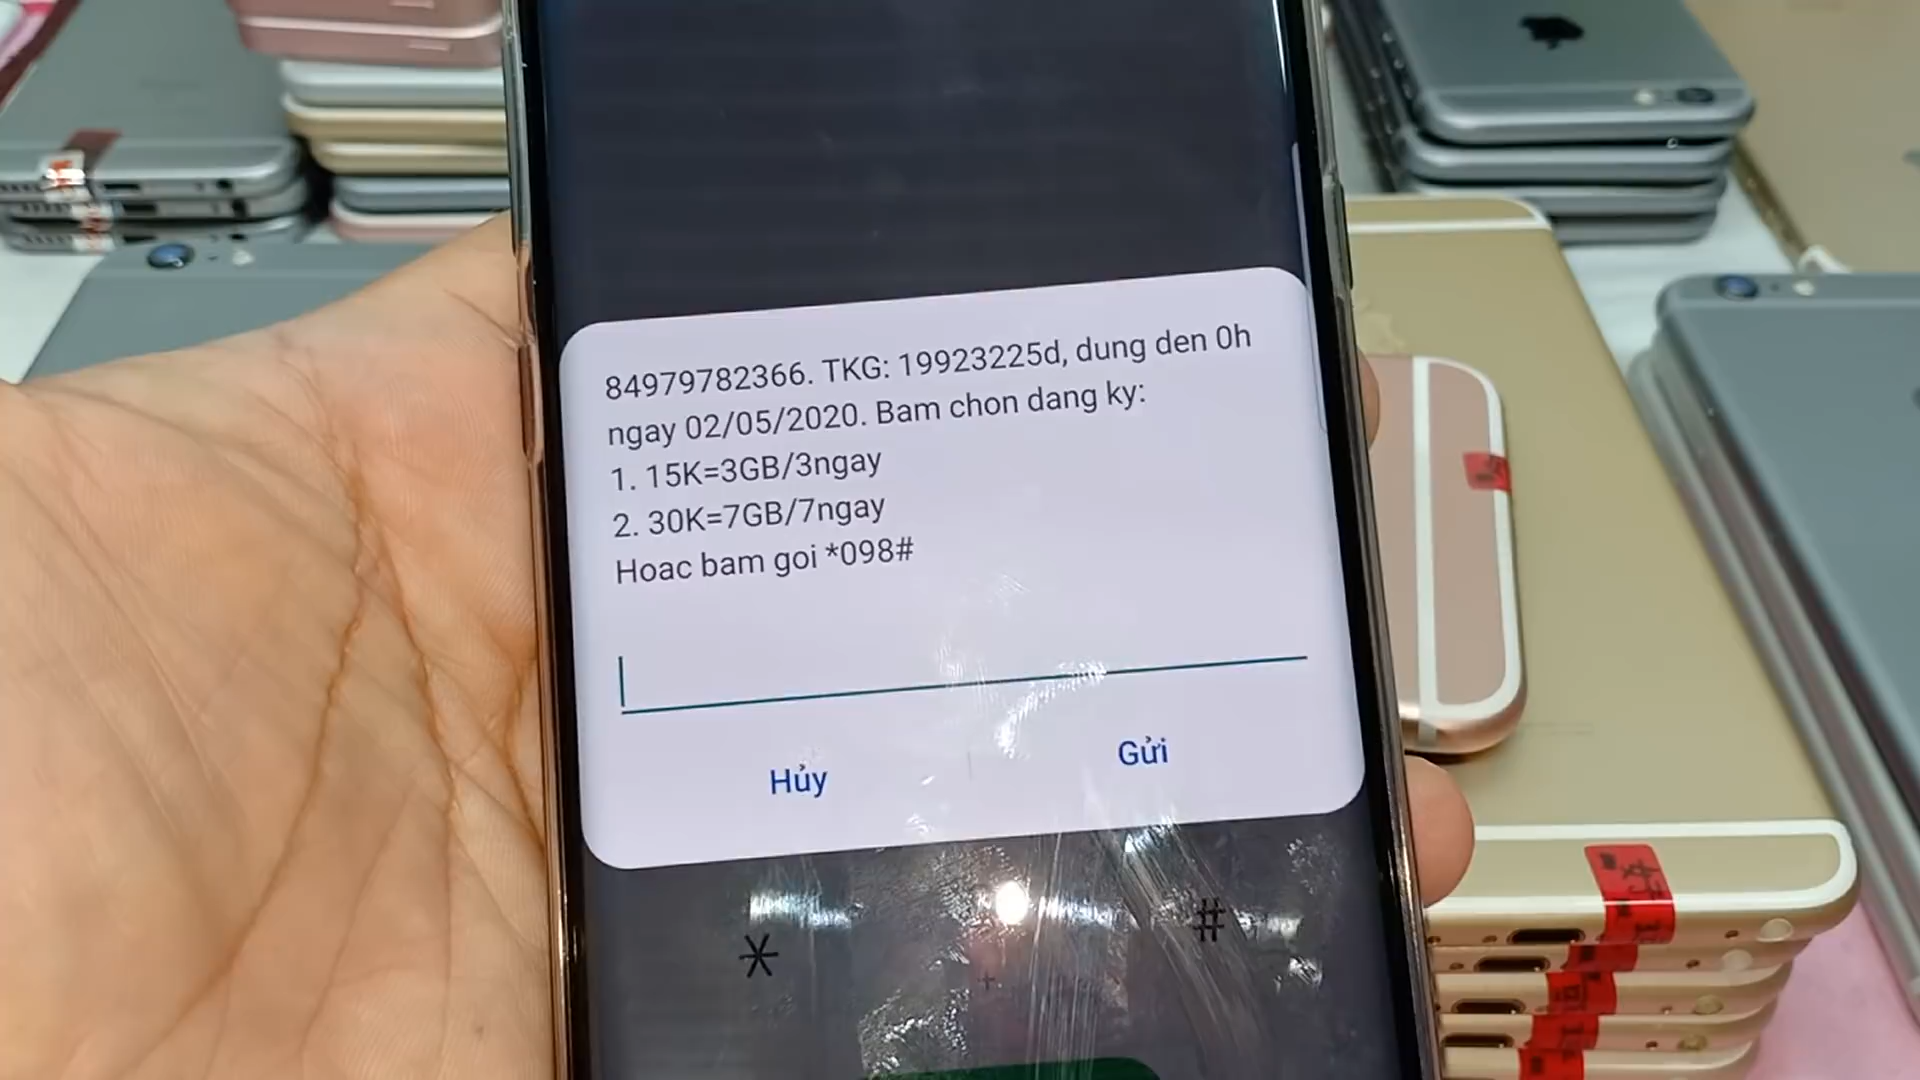 84979782366. TKG: 19923225d, dung den 0h
ngay 02/05/2020. Bam chon dang ky:
1. 15K=3GB/3ngay
2. 30K=7GB/7ngay
Hoac bam goi *098#
Hủy
Gửi
*
+
#